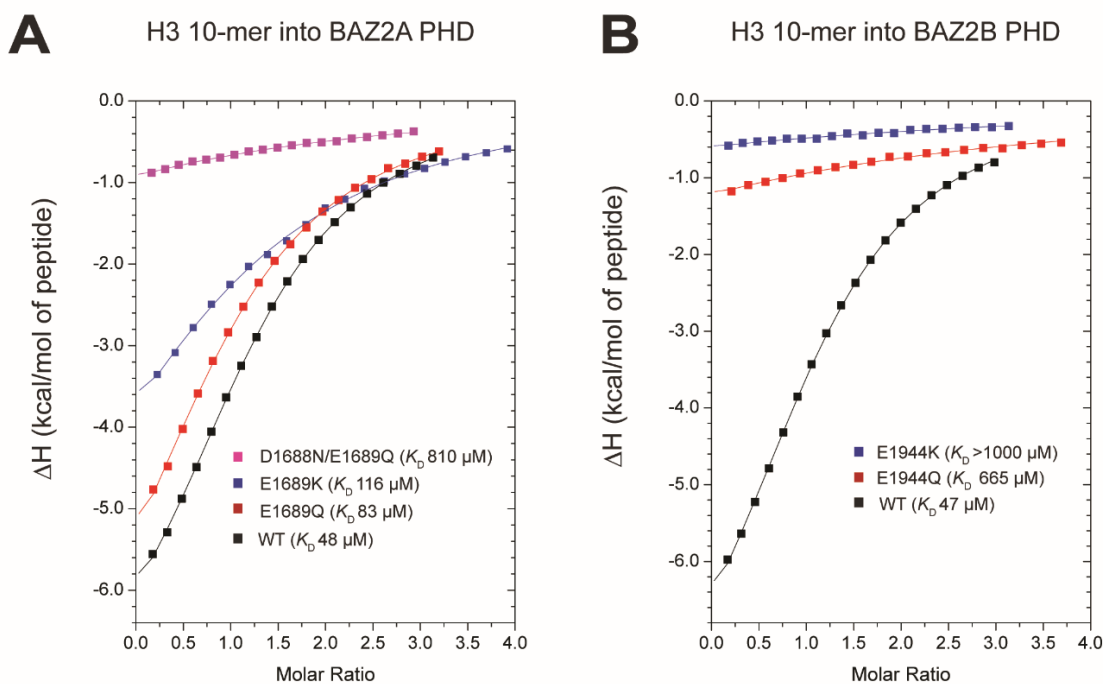 A
H3 10-mer into BAZ2A PHD
0.0
-1.0
-2.0
-3.0
-4.0
-5.0
-6.0
ΔH (kcal/mol of peptide)
D1688N/E1689Q (KD 810 μM)
E1689K (KD 116 μM)
E1689Q (KD 83 μM)
WT (KD 48 μM)
0.0 0.5 1.0 1.5 2.0 2.5 3.0 3.5 4.0
Molar Ratio
B
H3 10-mer into BAZ2B PHD
0.0
-1.0
-2.0
-3.0
-4.0
-5.0
-6.0
ΔH (kcal/mol of peptide)
E1944K (KD >1000 μM)
E1944Q (KD 665 μM)
WT (KD 47 μM)
0.0 0.5 1.0 1.5 2.0 2.5 3.0 3.5 4.0
Molar Ratio